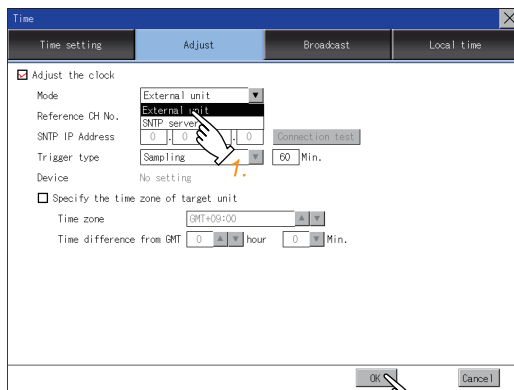 Time
Time setting Adjust Broadcast Local time
Adjust the clock
Mode External unit
External unit
Reference CH No.
SNTP server
SNTP IP Address 0 . 0 . 0 Connection test
Trigger type Sampling 60 Min.
1.
Device No setting
Specify the time zone of target unit
Time zone GMT+09:00
Time difference from GMT 0 hour 0 Min.
OK Cancel